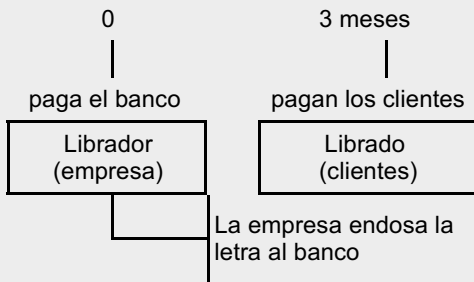 0
3 meses
paga el banco
pagan los clientes
Librador
(empresa)
Librado
(clientes)
La empresa endosa la
letra al banco